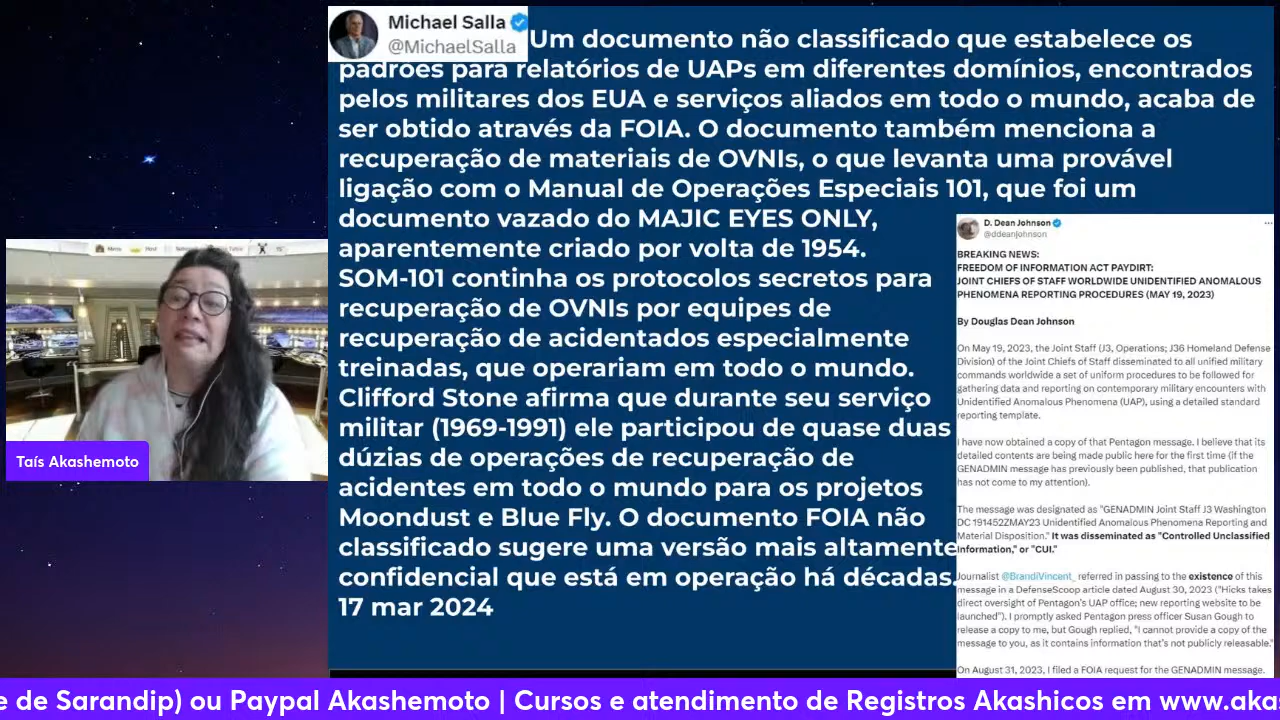 Michael Salla
@MichaelSalla
Um documento não classificado que estabelece os
padrões para relatórios de UAPs em diferentes domínios, encontrados
pelos militares dos EUA e serviços aliados em todo o mundo, acaba de
ser obtido através da FOIA. O documento também menciona a
recuperação de materiais de OVNIs, o que levanta uma provável
ligação com o Manual de Operações Especiais 101, que foi um
documento vazado do MAJIC EYES ONLY,
aparentemente criado por volta de 1954.
SOM-101 continha os protocolos secretos para
recuperação de OVNIs por equipes de
recuperação de acidentados especialmente
treinadas, que operariam em todo o mundo.
Clifford Stone afirma que durante seu serviço
militar (1969-1991) ele participou de quase duas
dúzias de operações de recuperação de
acidentes em todo o mundo para os projetos
Moondust e Blue Fly. O documento FOIA não
classificado sugere uma versão mais altamente
confidencial que está em operação há décadas.
17 mar 2024
D. Dean Johnson
@ddeanjohnson
BREAKING NEWS:
FREEDOM OF INFORMATION ACT PAYDIRT:
JOINT CHIEFS OF STAFF WORLDWIDE UNIDENTIFIED ANOMALOUS
PHENOMENA REPORTING PROCEDURES (MAY 19, 2023)
By Douglas Dean Johnson
On May 19, 2023, the Joint Staff (J3, Operations; J36 Homeland Defense
Division) of the Joint Chiefs of Staff disseminated to all unified military
commands worldwide a set of uniform procedures to be followed for
gathering data and reporting on contemporary military encounters with
Unidentified Anomalous Phenomena (UAP), using a detailed standard
reporting template.
I have now obtained a copy of that Pentagon message. I believe that its
detailed contents are being made public here for the first time (if the
GENADMIN message has previously been published, that publication
has not come to my attention).
The message was designated as "GENADMIN Joint Staff J3 Washington
DC 191452ZMAY23 Unidentified Anomalous Phenomena Reporting and
Material Disposition." It was disseminated as "Controlled Unclassified
Information," or "CUI."
Journalist @BrandiVincent_ referred in passing to the existence of this
message in a DefenseScoop article dated August 30, 2023 ("Hicks takes
direct oversight of Pentagon's UAP office; new reporting website to be
launched"). I promptly asked Pentagon press officer Susan Gough to
release a copy to me, but Gough replied, "I cannot provide a copy of the
message to you, as it contains information that's not publicly releasable."
On August 31, 2023, I filed a FOIA request for the GENADMIN message.
Taís Akashemoto
e de Sarandip) ou Paypal Akashemoto | Cursos e atendimento de Registros Akashicos em www.aka